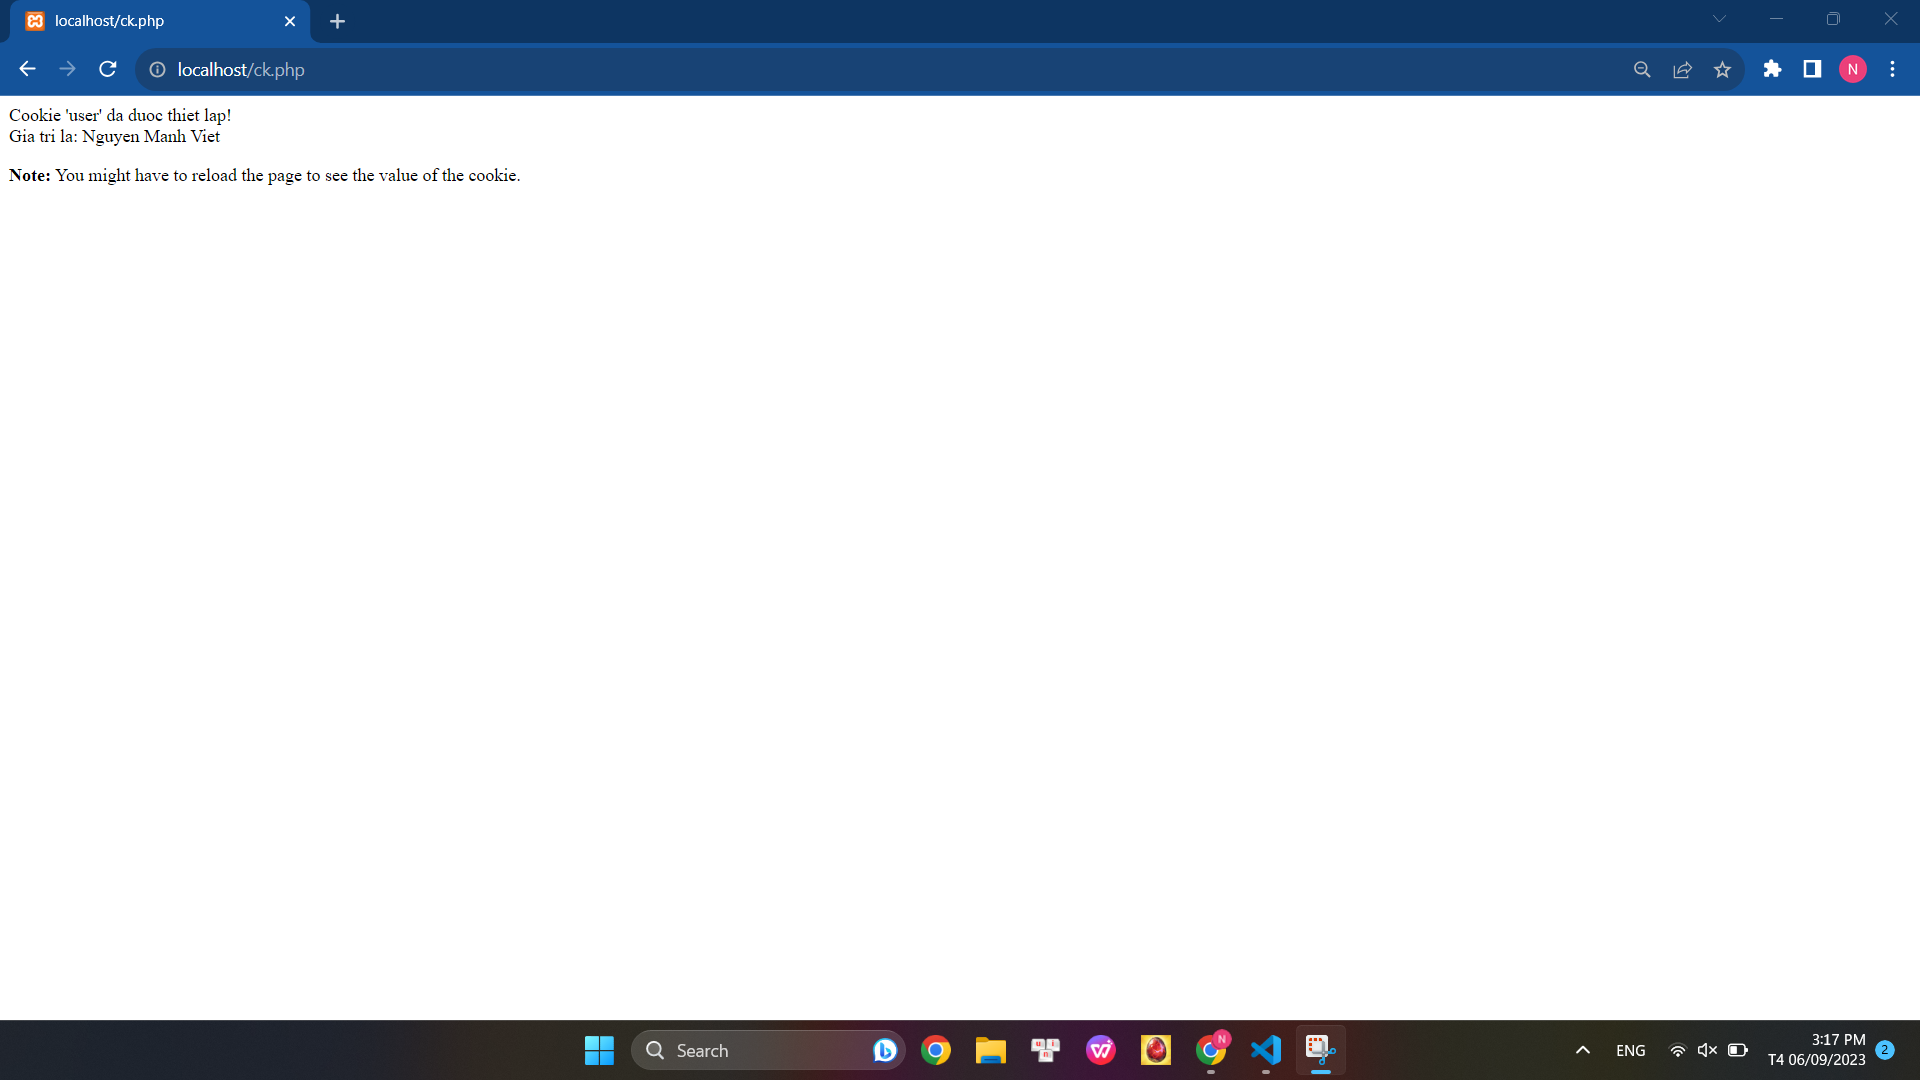 localhost/ck.php
localhost/ck.php
N
Cookie 'user' da duoc thiet lap!
Gia tri la: Nguyen Manh Viet
Note: You might have to reload the page to see the value of the cookie.
Search
u i n
N
ENG
3:17 PM
T4 06/09/2023
2